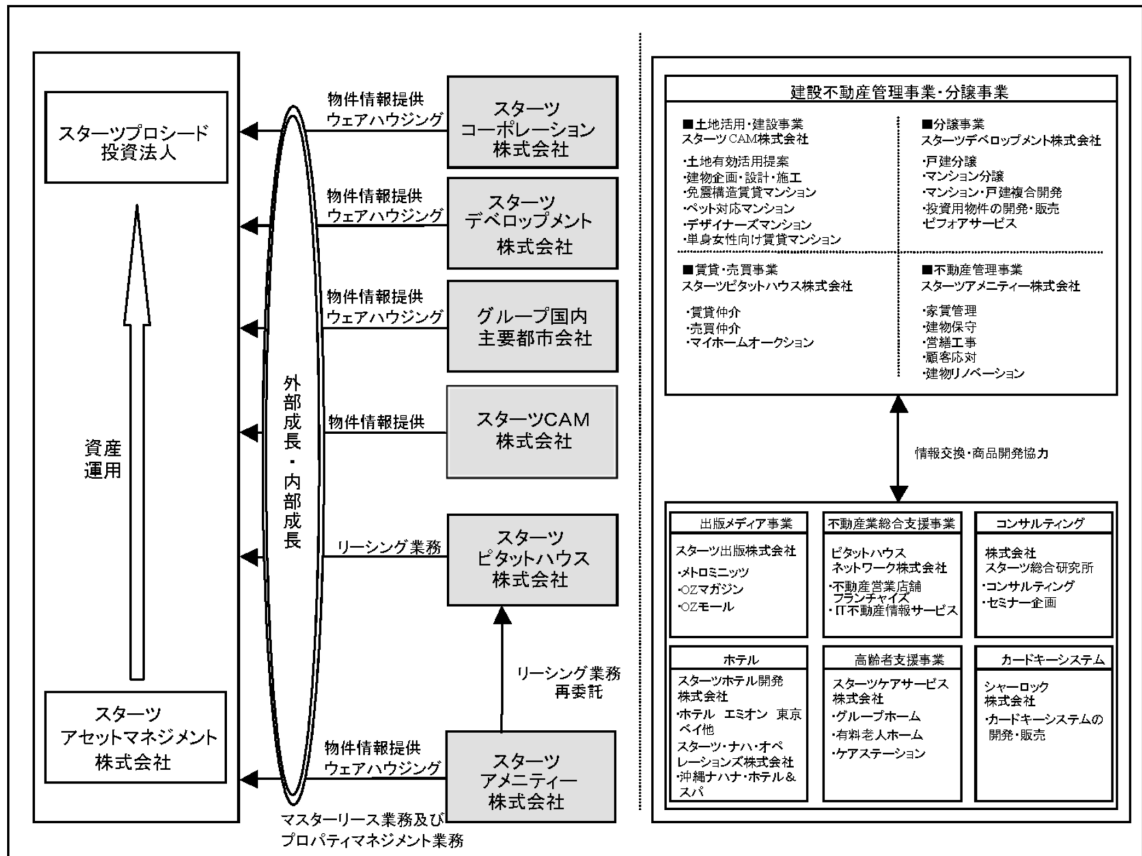 スターツプロシード
投資法人
資産
運用
スターツ
アセットマネジメント
株式会社
外部成長・内部成長
物件情報提供
ウェアハウジング
スターツ
コーポレーション
株式会社
物件情報提供
ウェアハウジング
スターツ
デベロップメント
株式会社
物件情報提供
ウェアハウジング
グループ国内
主要都市会社
物件情報提供
スターツCAM
株式会社
リーシング業務
スターツ
ピタットハウス
株式会社
リーシング業務
再委託
物件情報提供
ウェアハウジング
スターツ
アメニティー
株式会社
マスターリース業務及び
プロパティマネジメント業務
建設不動産管理事業・分譲事業
■土地活用・建設事業
スターツCAM株式会社
・土地有効活用提案
・建物企画・設計・施工
・免震構造賃貸マンション
・ペット対応マンション
・デザイナーズマンション
・単身女性向け賃貸マンション
■分譲事業
スターツデベロップメント株式会社
・戸建分譲
・マンション分譲
・マンション・戸建複合開発
・投資用物件の開発・販売
・ビフォアサービス
■賃貸・売買事業
スターツピタットハウス株式会社
・賃貸仲介
・売買仲介
・マイホームオークション
■不動産管理事業
スターツアメニティー株式会社
・家賃管理
・建物保守
・営繕工事
・顧客応対
・建物リノベーション
情報交換・商品開発協力
出版メディア事業
スターツ出版株式会社
・メトロミニッツ
・OZマガジン
・OZモール
不動産業総合支援事業
ピタットハウス
ネットワーク株式会社
・不動産営業店舗
フランチャイズ
・IT不動産情報サービス
コンサルティング
株式会社
スターツ総合研究所
・コンサルティング
・セミナー企画
ホテル
スターツホテル開発
株式会社
・ホテル エミオン 東京
ベイ他
スターツ・ナハ・オペ
レーションズ株式会社
・沖縄ナハナ・ホテル＆
スパ
高齢者支援事業
スターツケアサービス
株式会社
・グループホーム
・有料老人ホーム
・ケアステーション
カードキーシステム
シャーロック
株式会社
・カードキーシステムの
開発・販売